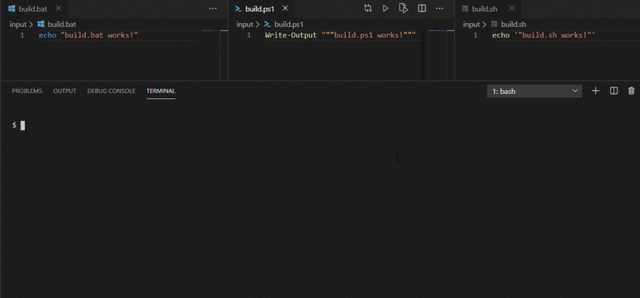 build.bat
build.ps1
build.sh
input > build.bat
input > build.ps1
input > build.sh
1 echo "build.bat works!"
1 Write-Output """build.ps1 works!"""
1 echo '"build.sh works!"'
PROBLEMS OUTPUT DEBUG CONSOLE TERMINAL
1: bash
$